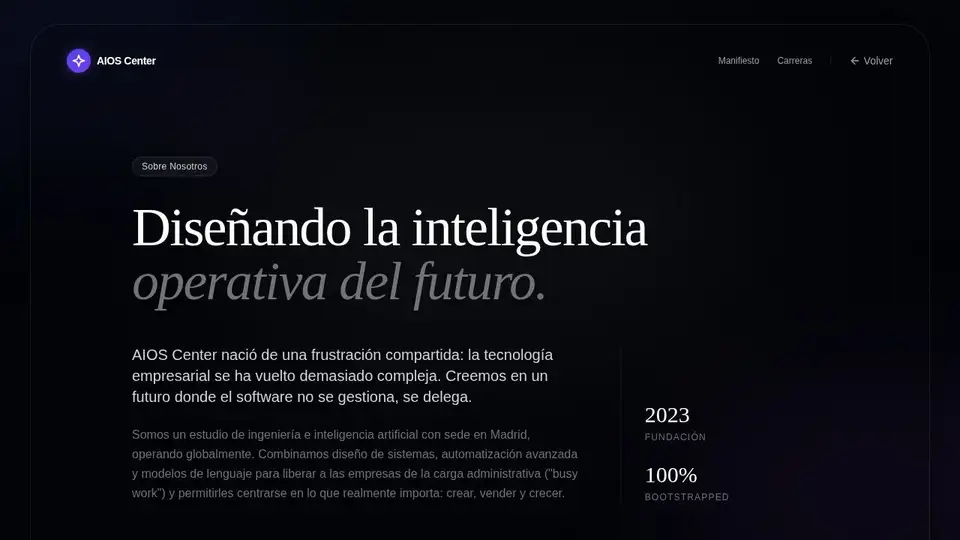 AIOS Center
Manifiesto
Carreras
Volver
Sobre Nosotros
Diseñando la inteligencia
operativa del futuro.
AIOS Center nació de una frustración compartida: la tecnología
empresarial se ha vuelto demasiado compleja. Creemos en un
futuro donde el software no se gestiona, se delega.
Somos un estudio de ingeniería e inteligencia artificial con sede en Madrid,
operando globalmente. Combinamos diseño de sistemas, automatización avanzada
y modelos de lenguaje para liberar a las empresas de la carga administrativa ("busy
work") y permitirles centrarse en lo que realmente importa: crear, vender y crecer.
2023
FUNDACIÓN
100%
BOOTSTRAPPED